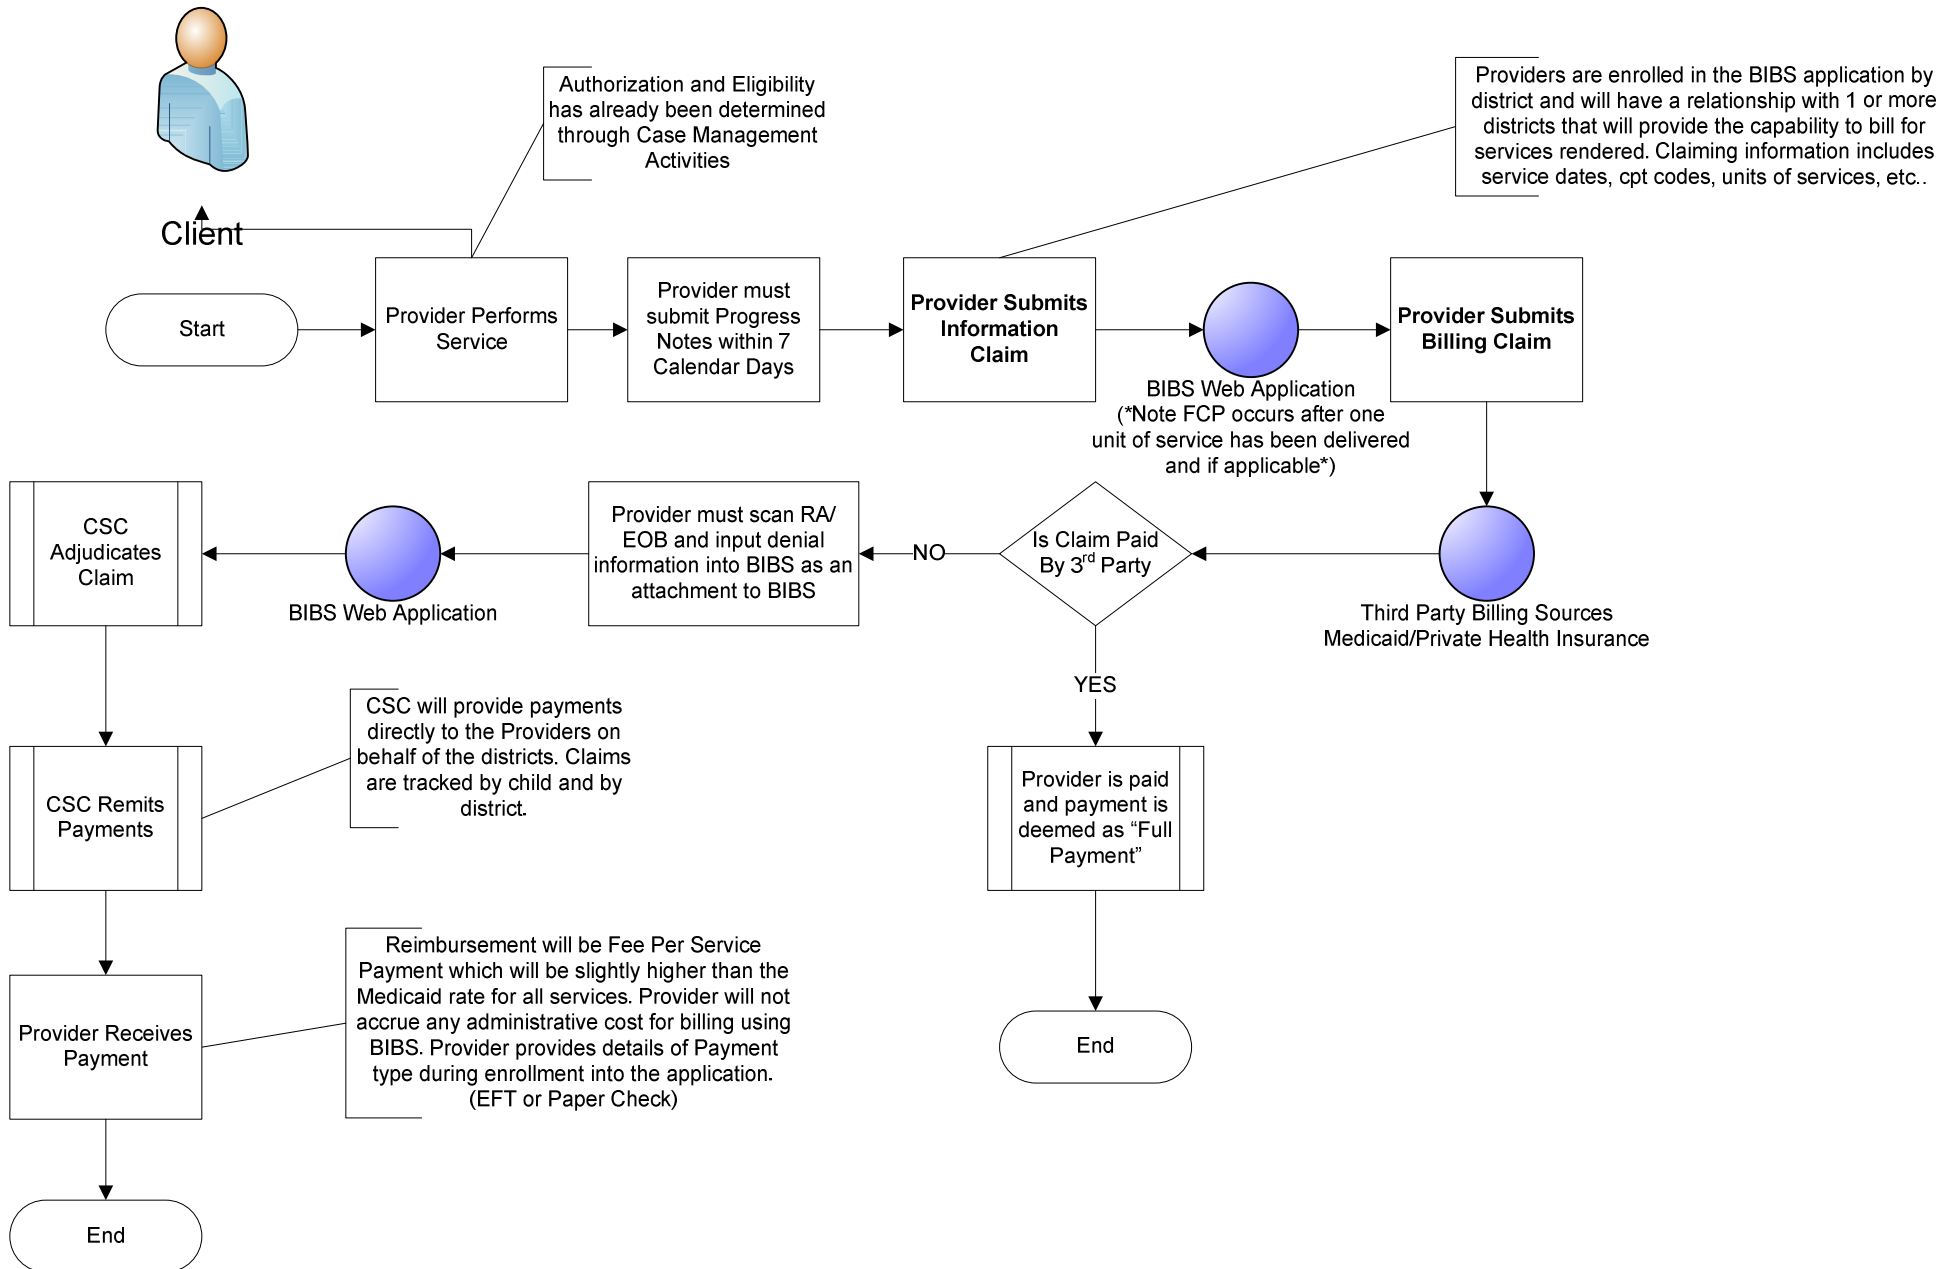 Authorization and Eligibility
has already been determined
through Case Management
Activities
Providers are enrolled in the BIBS application by
district and will have a relationship with 1 or more
districts that will provide the capability to bill for
services rendered. Claiming information includes
service dates, cpt codes, units of services, etc..
Client
Start
Provider Performs
Service
Provider must
submit Progress
Notes within 7
Calendar Days
Provider Submits
Information
Claim
BIBS Web Application
(*Note FCP occurs after one
unit of service has been delivered
and if applicable*)
Provider Submits
Billing Claim
Third Party Billing Sources
Medicaid/Private Health Insurance
Is Claim Paid
By 3rd Party
NO
Provider must scan RA/
EOB and input denial
information into BIBS as an
attachment to BIBS
BIBS Web Application
CSC
Adjudicates
Claim
YES
Provider is paid
and payment is
deemed as “Full
Payment”
End
CSC will provide payments
directly to the Providers on
behalf of the districts. Claims
are tracked by child and by
district.
CSC Remits
Payments
Reimbursement will be Fee Per Service
Payment which will be slightly higher than the
Medicaid rate for all services. Provider will not
accrue any administrative cost for billing using
BIBS. Provider provides details of Payment
type during enrollment into the application.
(EFT or Paper Check)
Provider Receives
Payment
End